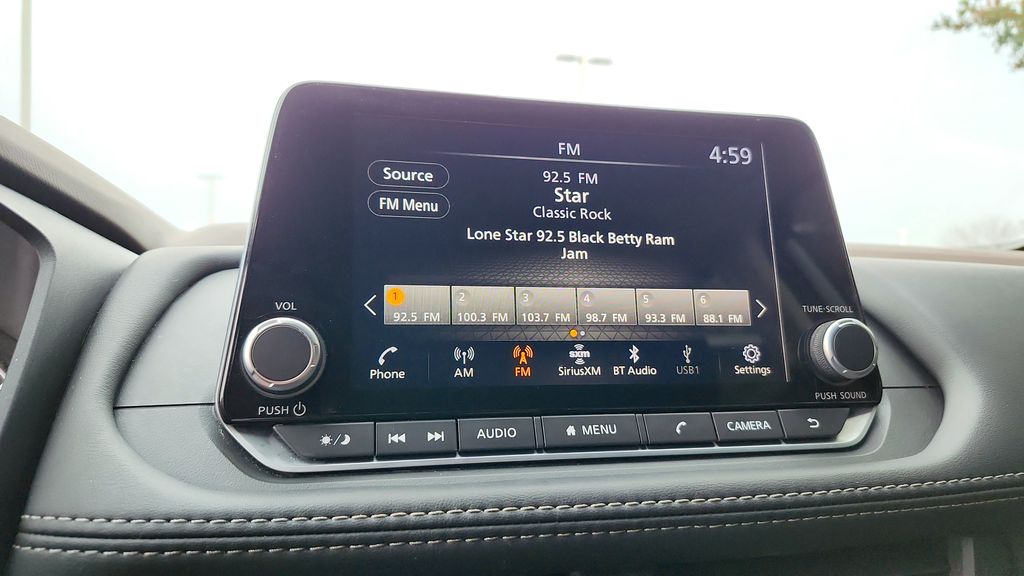 FM
4:59
Source
92.5 FM
Star
FM Menu
Classic Rock
Lone Star 92.5 Black Betty Ram
Jam
1 2 3 4 5 6
92.5 FM 100.3 FM 103.7 FM 98.7 FM 93.3 FM 88.1 FM
VOL
TUNE·SCROLL
sxm
Phone AM FM SiriusXM BT Audio USB1 Settings
PUSH
PUSH SOUND
AUDIO MENU CAMERA